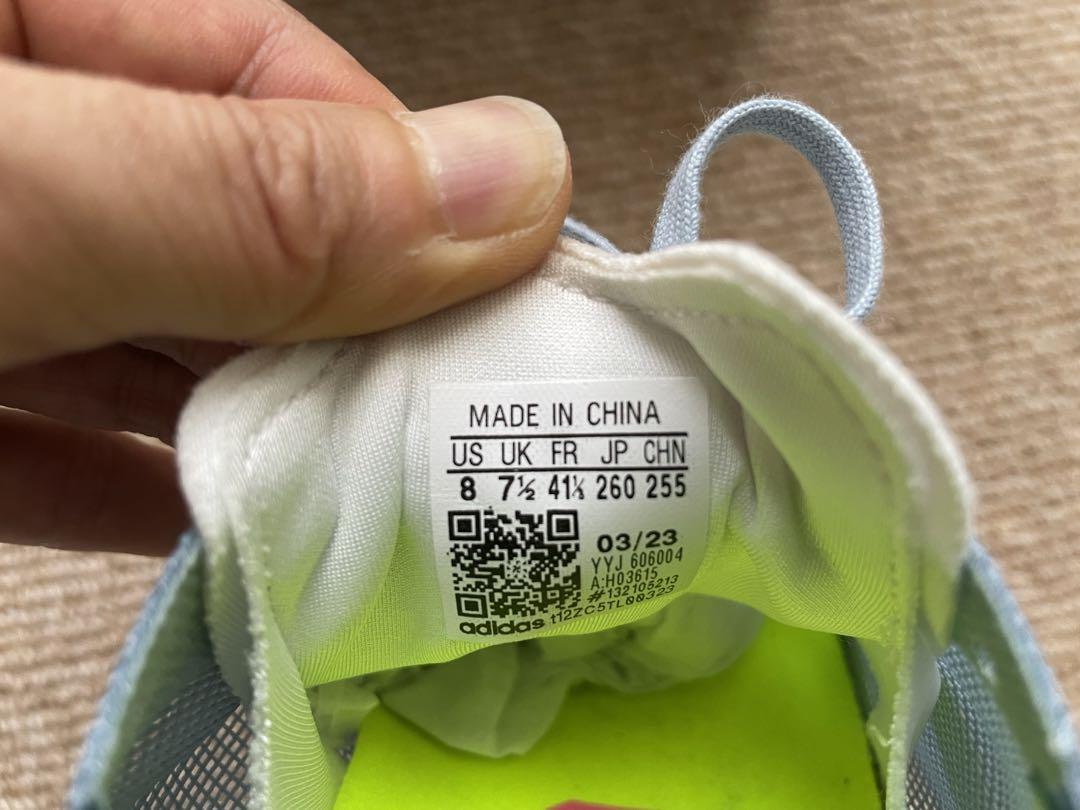 MADE IN CHINA
US UK FR JP CHN
8 7½ 41⅓ 260 255
03/23
YYJ 606004
A:H03615
#132105213
adidas t12ZC5TL00323